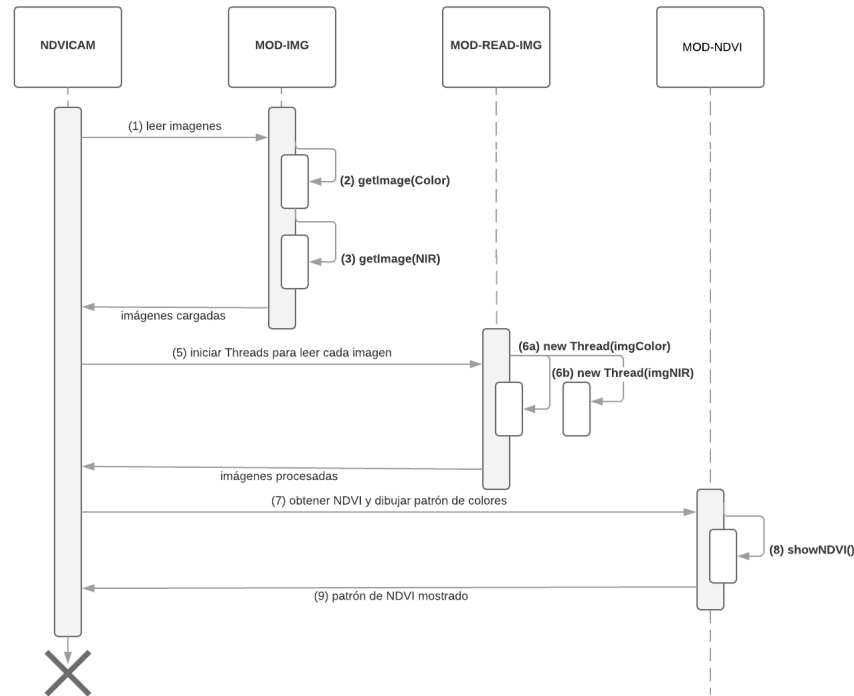 NDVICAM
MOD-IMG
MOD-READ-IMG
MOD-NDVI
(1) leer imagenes
(2) getImage(Color)
(3) getImage(NIR)
imágenes cargadas
(5) iniciar Threads para leer cada imagen
(6a) new Thread(imgColor)
(6b) new Thread(imgNIR)
imágenes procesadas
(7) obtener NDVI y dibujar patrón de colores
(8) showNDVI()
(9) patrón de NDVI mostrado